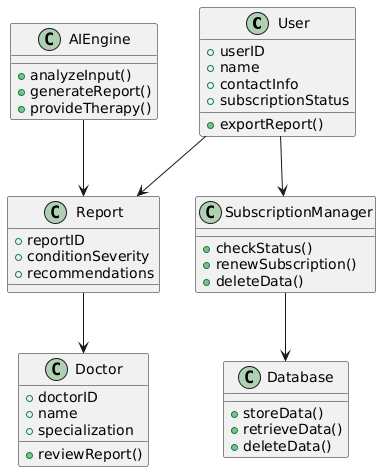 C AIEngine
analyzeInput()
generateReport()
provideTherapy()
C User
userID
name
contactInfo
subscriptionStatus
exportReport()
C Report
reportID
conditionSeverity
recommendations
C SubscriptionManager
checkStatus()
renewSubscription()
deleteData()
C Doctor
doctorID
name
specialization
reviewReport()
C Database
storeData()
retrieveData()
deleteData()